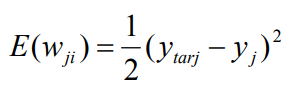 E(w_{ji}) = \frac{1}{2}(y_{tarj} - y_j)^2